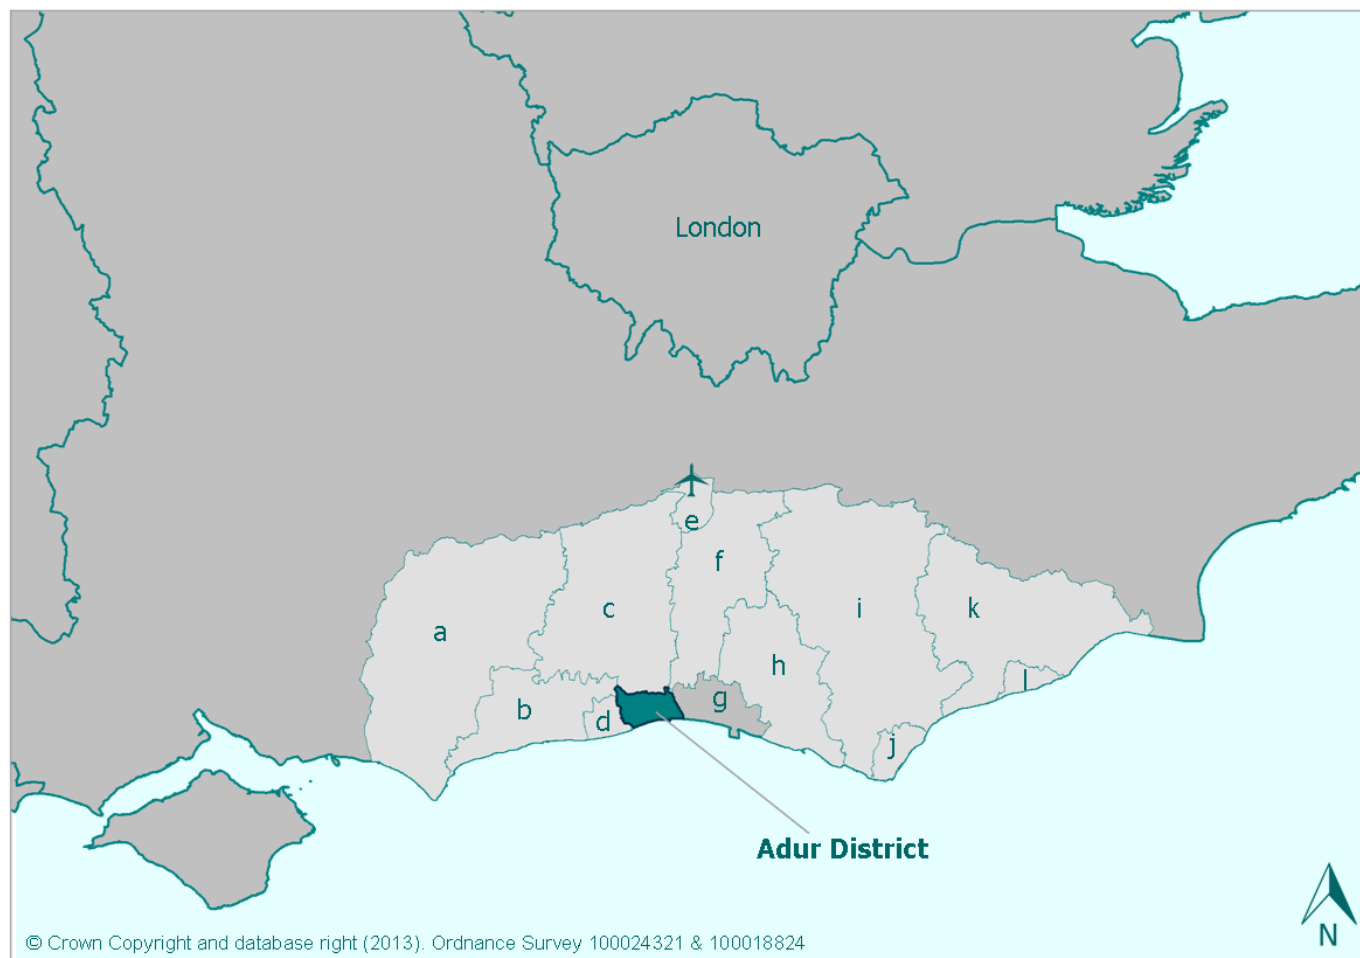 London
e
f
c
i
k
a
h
l
g
b
d
j
Adur District
N
© Crown Copyright and database right (2013). Ordnance Survey 100024321 & 100018824